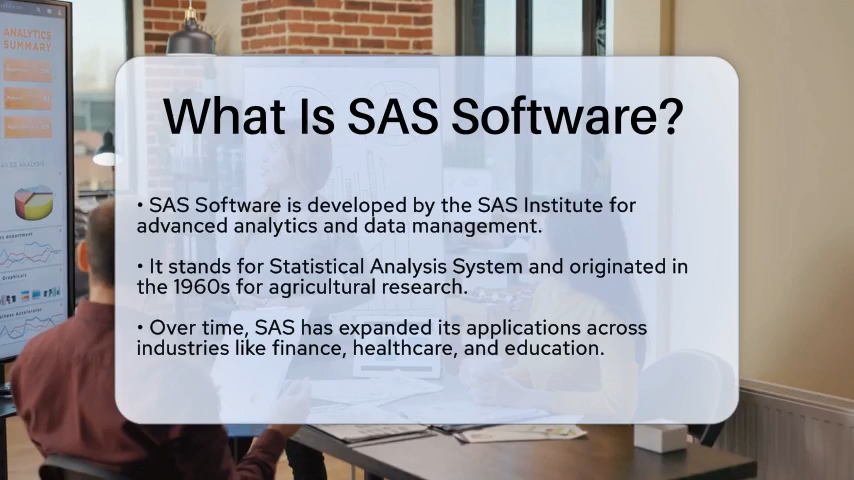 What Is SAS Software?
• SAS Software is developed by the SAS Institute for
advanced analytics and data management.
• It stands for Statistical Analysis System and originated in
the 1960s for agricultural research.
• Over time, SAS has expanded its applications across
industries like finance, healthcare, and education.
ANALYTICS
SUMMARY